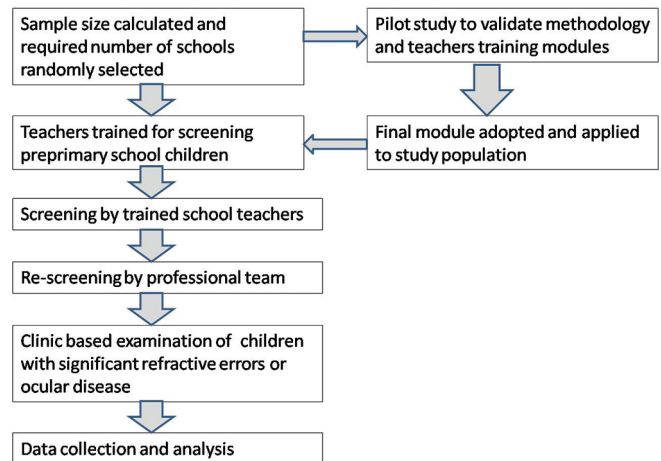 Sample size calculated and
required number of schools
randomly selected
Pilot study to validate methodology
and teachers training modules
Teachers trained for screening
preprimary school children
Final module adopted and applied
to study population
Screening by trained school teachers
Re-screening by professional team
Clinic based examination of children
with significant refractive errors or
ocular disease
Data collection and analysis